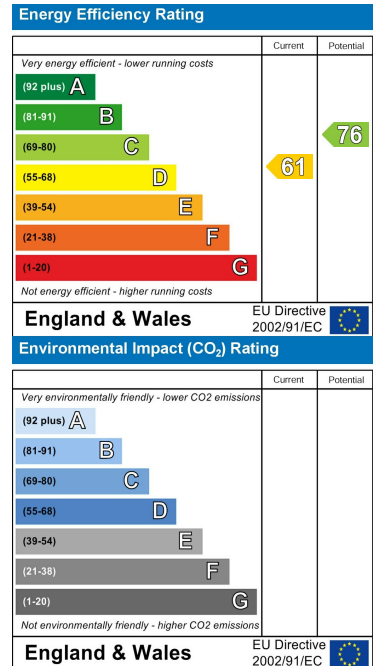 Energy Efficiency Rating
Current Potential
Very energy efficient - lower running costs
(92 plus) A
(81-91) B
(69-80) C
76
(55-68) D
61
(39-54) E
(21-38) F
(1-20) G
Not energy efficient - higher running costs
England & Wales
EU Directive
2002/91/EC
Environmental Impact (CO₂) Rating
Current Potential
Very environmentally friendly - lower CO2 emissions
(92 plus) A
(81-91) B
(69-80) C
(55-68) D
(39-54) E
(21-38) F
(1-20) G
Not environmentally friendly - higher CO2 emissions
England & Wales
EU Directive
2002/91/EC